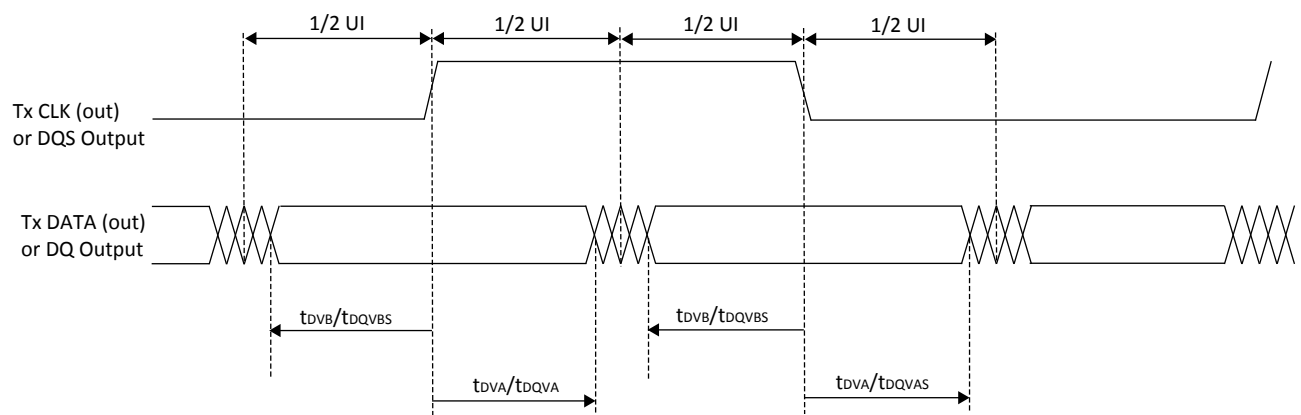 1/2 UI
1/2 UI
1/2 UI
1/2 UI
Tx CLK (out)
or DQS Output
Tx DATA (out)
or DQ Output
tDVB/tDQVBS
tDVB/tDQVBS
tDVA/tDQVA
tDVA/tDQVAS